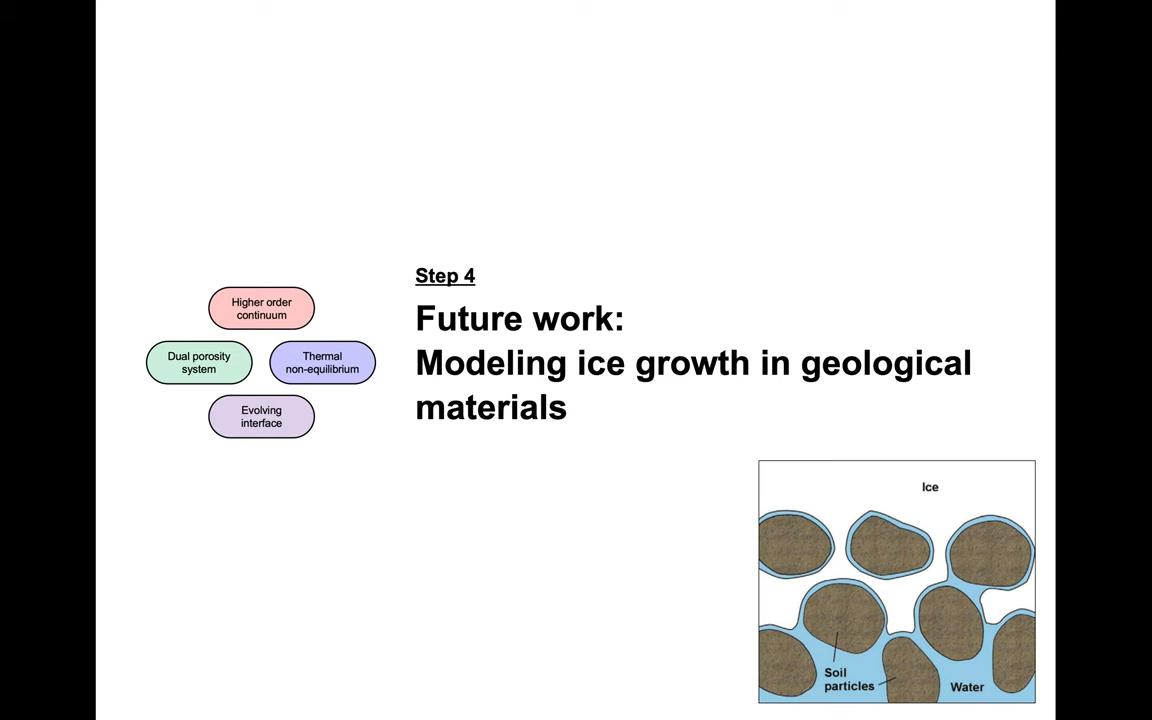 Step 4
Future work:
Modeling ice growth in geological
materials
Higher order
continuum
Dual porosity
system
Thermal
non-equilibrium
Evolving
interface
Ice
Soil
particles
Water